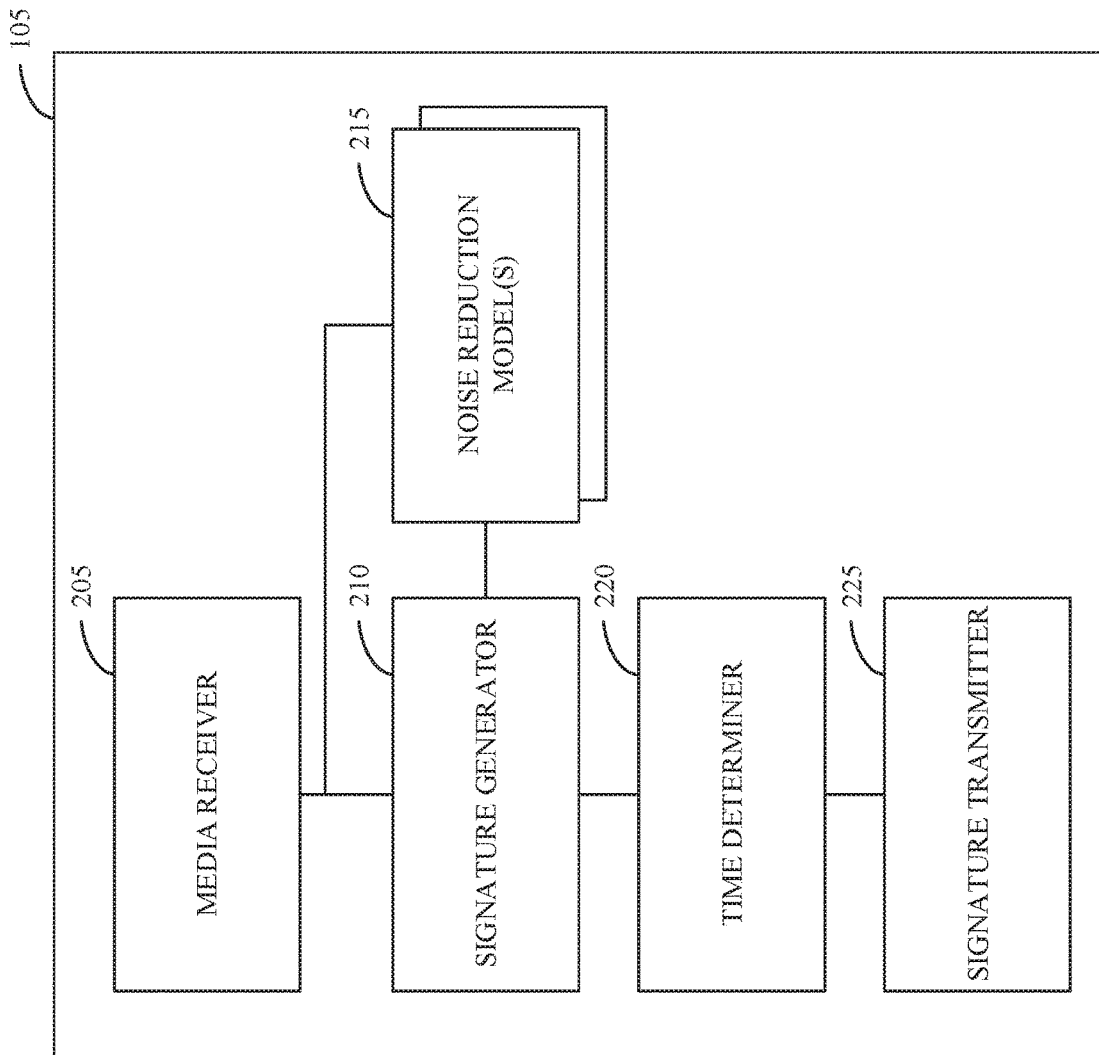 105
205
MEDIA RECEIVER
215
NOISE REDUCTION
MODEL(S)
210
SIGNATURE GENERATOR
220
TIME DETERMINER
225
SIGNATURE TRANSMITTER